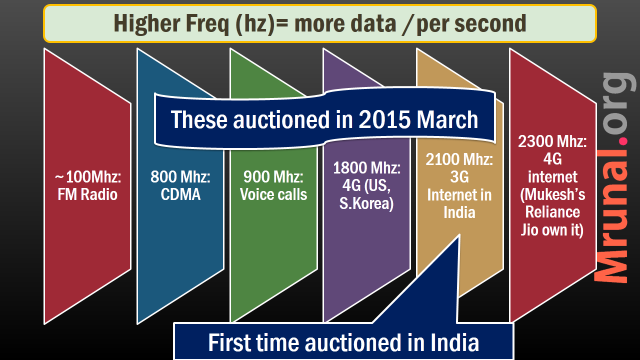 Higher Freq (hz)= more data /per second
These auctioned in 2015 March
~100Mhz:
FM Radio
800 Mhz:
CDMA
900 Mhz:
Voice calls
1800 Mhz:
4G (US,
S.Korea)
2100 Mhz:
3G
Internet in
India
2300 Mhz:
4G
internet
(Mukesh's
Reliance
Jio own it)
First time auctioned in India
Mrunal.org